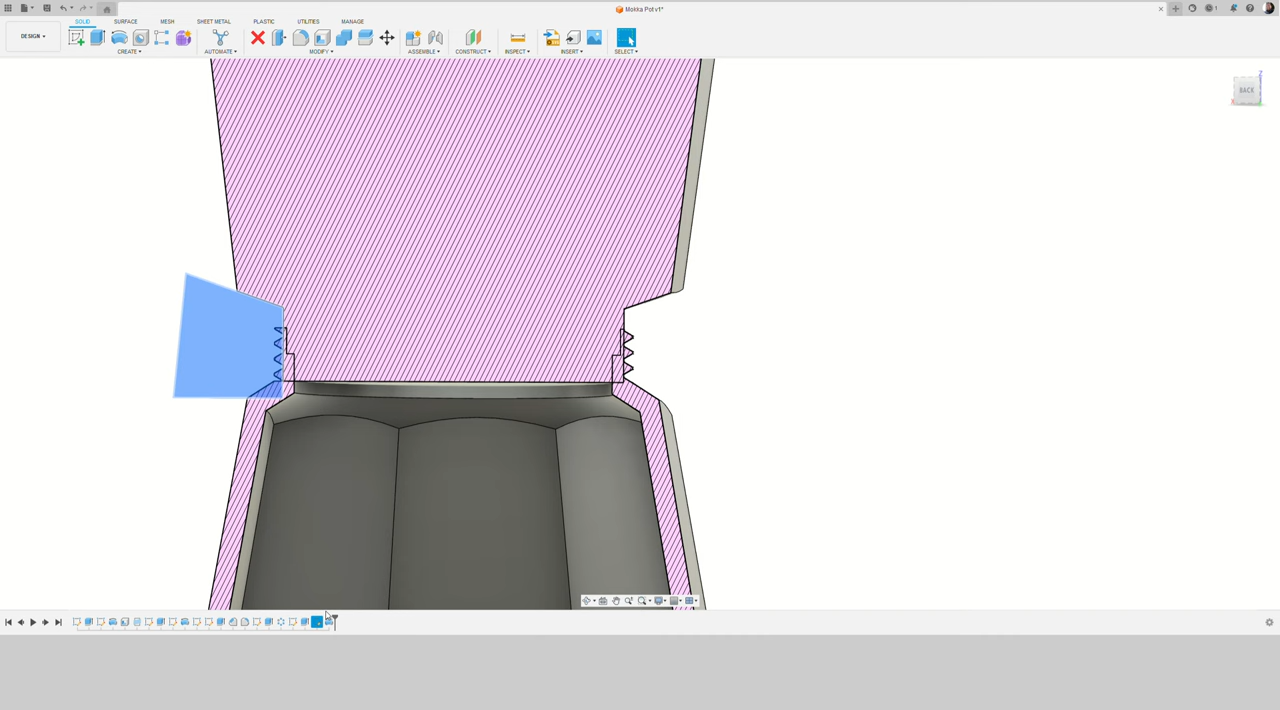 Mokka Pot v1*
1
SOLID SURFACE MESH SHEET METAL PLASTIC UTILITIES MANAGE
DESIGN
CREATE AUTOMATE MODIFY ASSEMBLE CONSTRUCT INSPECT INSERT SELECT
Z
BACK
X